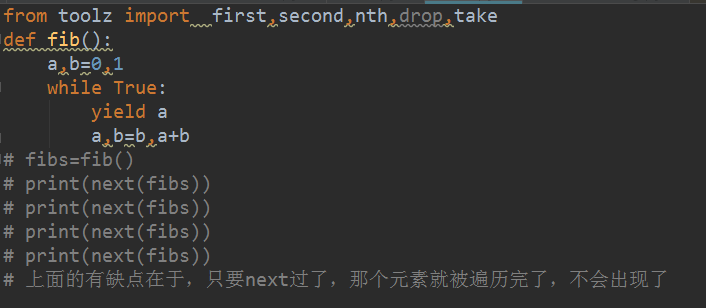 from toolz import  first,second,nth,drop,take
def fib():
    a,b=0,1
    while True:
        yield a
        a,b=b,a+b
# fibs=fib()
# print(next(fibs))
# print(next(fibs))
# print(next(fibs))
# print(next(fibs))
# 上面的有缺点在于，只要next过了，那个元素就被遍历完了，不会出现了